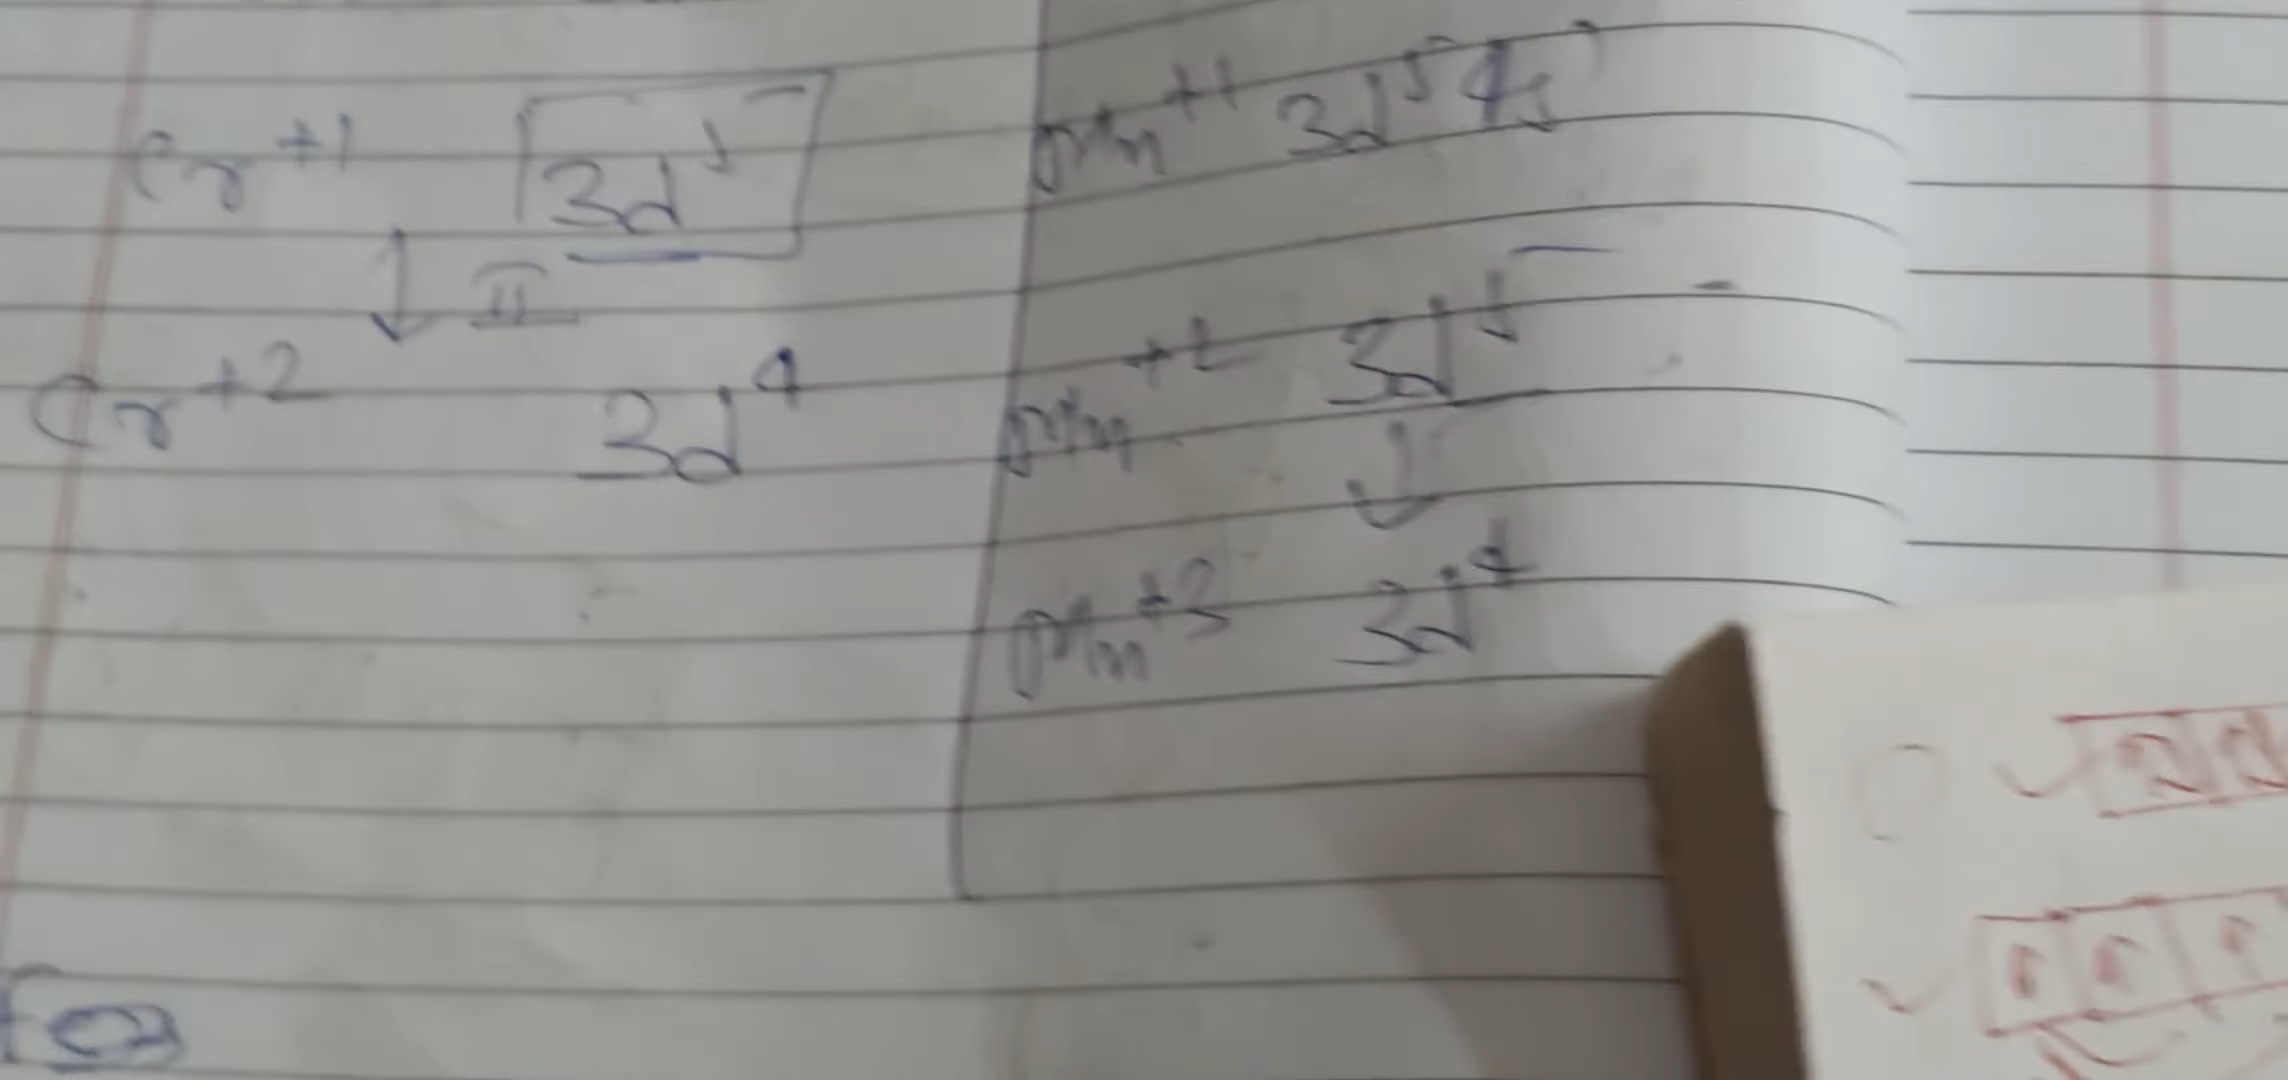 Cr+1 3d5
↓ II
Cr+2 3d4
Mn+1 3d5 4s1
Mn+2 3d5
↓
Mn+3 3d4